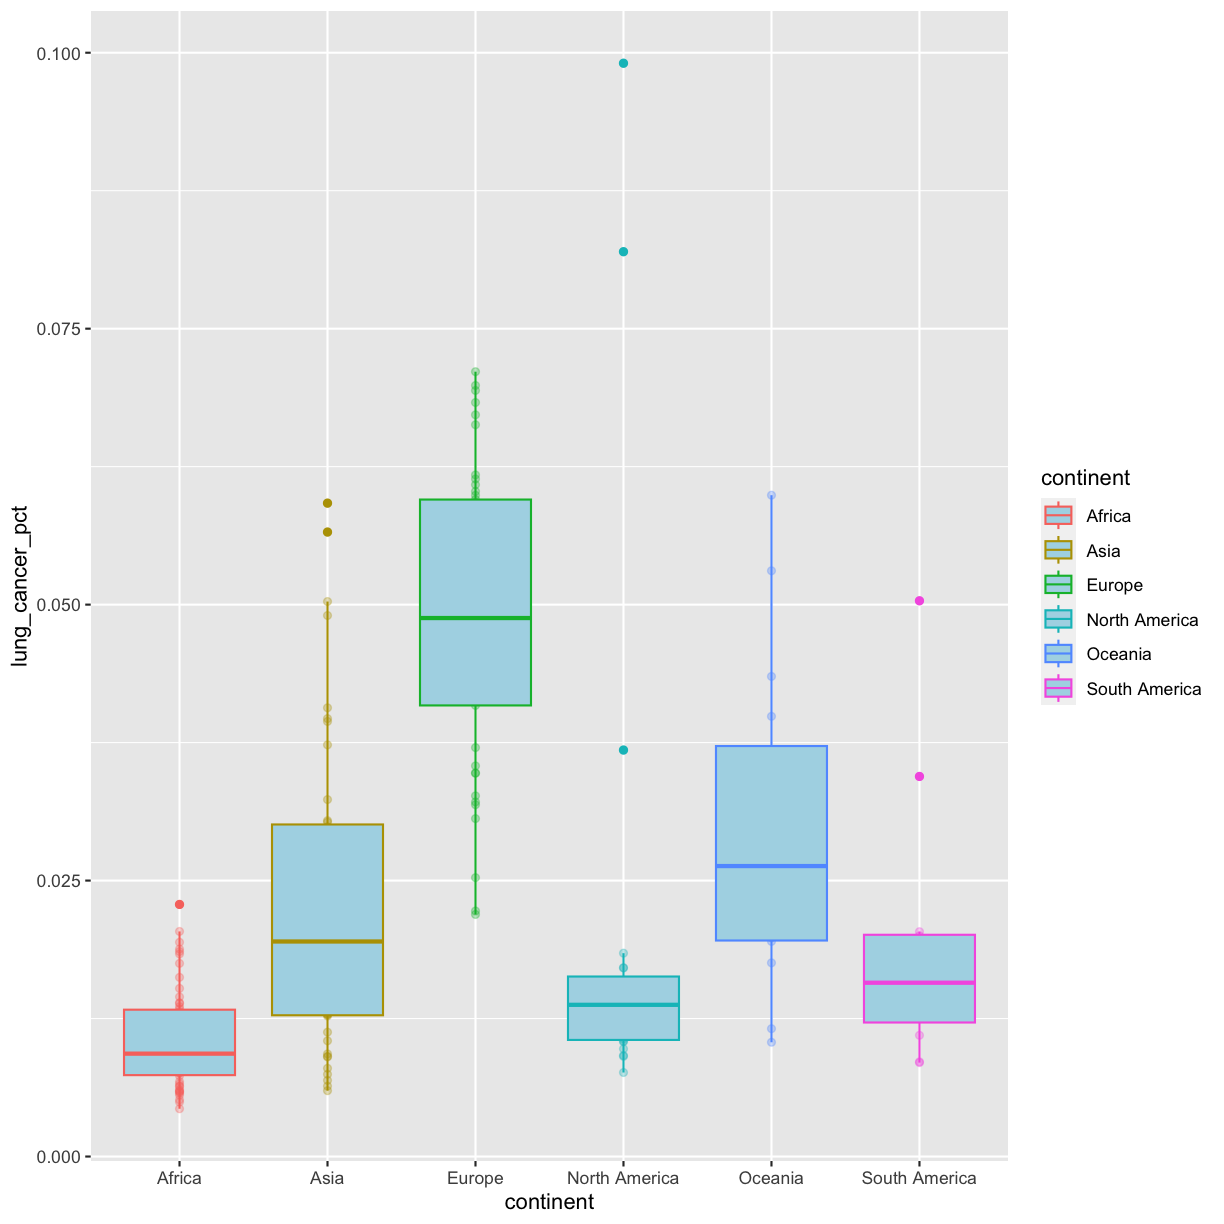 0.100
0.075
0.050
0.025
0.000
lung_cancer_pct
Africa
Asia
Europe
North America
Oceania
South America
continent
continent
Africa
Asia
Europe
North America
Oceania
South America